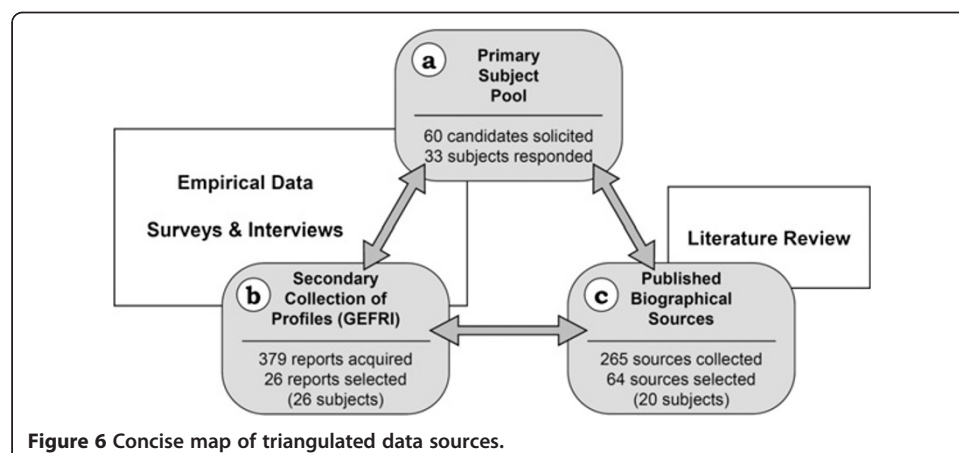 a
Primary
Subject
Pool
60 candidates solicited
33 subjects responded
Empirical Data
Surveys & Interviews
Literature Review
b
Secondary
Collection of
Profiles (GEFRI)
379 reports acquired
26 reports selected
(26 subjects)
c
Published
Biographical
Sources
265 sources collected
64 sources selected
(20 subjects)
Figure 6 Concise map of triangulated data sources.